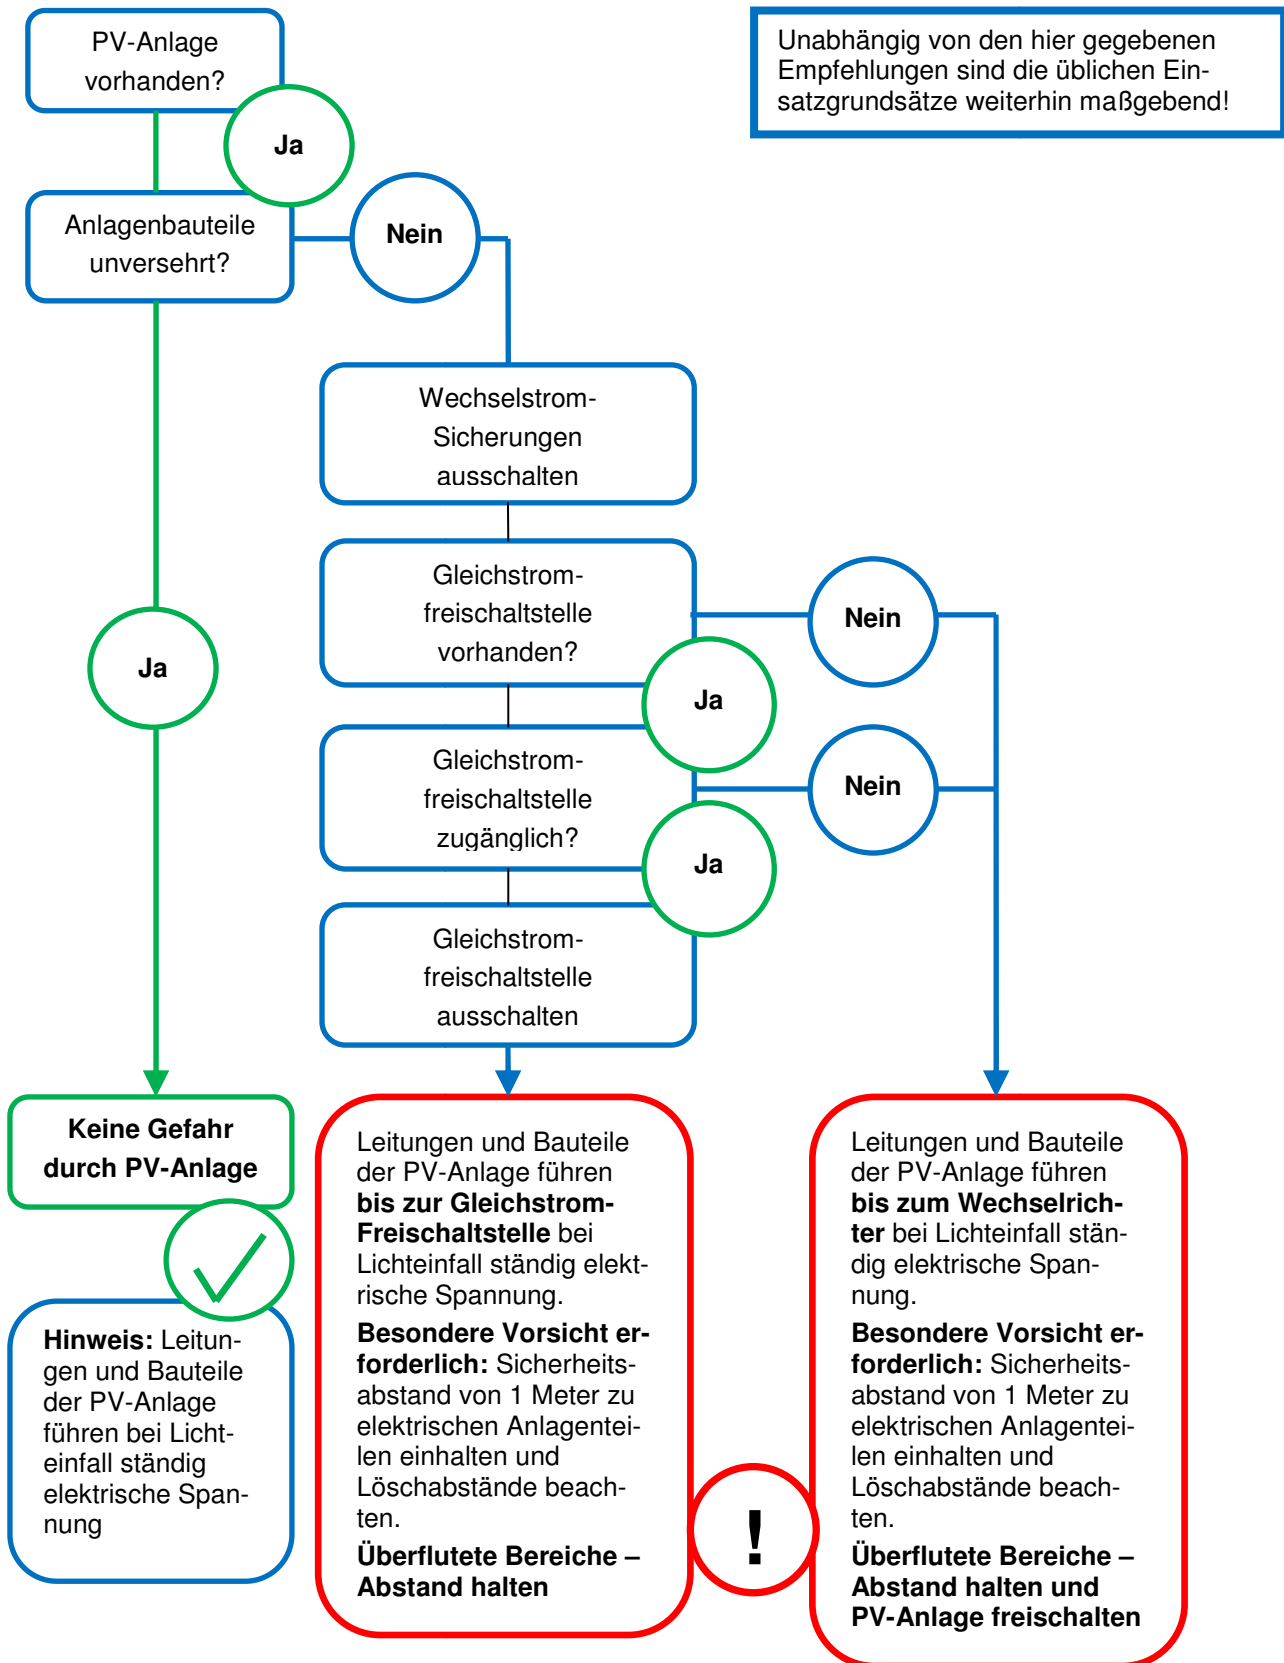 PV-Anlage
vorhanden?
Unabhängig von den hier gegebenen
Empfehlungen sind die üblichen Ein-
satzgrundsätze weiterhin maßgebend!
Ja
Anlagenbauteile
unversehrt?
Nein
Wechselstrom-
Sicherungen
ausschalten
Gleichstrom-
freischaltstelle
vorhanden?
Nein
Ja
Ja
Gleichstrom-
freischaltstelle
zugänglich?
Nein
Ja
Gleichstrom-
freischaltstelle
ausschalten
Keine Gefahr
durch PV-Anlage
Hinweis: Leitun-
gen und Bauteile
der PV-Anlage
führen bei Licht-
einfall ständig
elektrische Span-
nung
Leitungen und Bauteile
der PV-Anlage führen
bis zur Gleichstrom-
Freischaltstelle bei
Lichteinfall ständig elekt-
rische Spannung.
Besondere Vorsicht er-
forderlich: Sicherheits-
abstand von 1 Meter zu
elektrischen Anlagentei-
len einhalten und
Löschabstände beach-
ten.
Überflutete Bereiche –
Abstand halten
!
Leitungen und Bauteile
der PV-Anlage führen
bis zum Wechselrich-
ter bei Lichteinfall stän-
dig elektrische Span-
nung.
Besondere Vorsicht er-
forderlich: Sicherheits-
abstand von 1 Meter zu
elektrischen Anlagentei-
len einhalten und
Löschabstände beach-
ten.
Überflutete Bereiche –
Abstand halten und
PV-Anlage freischalten